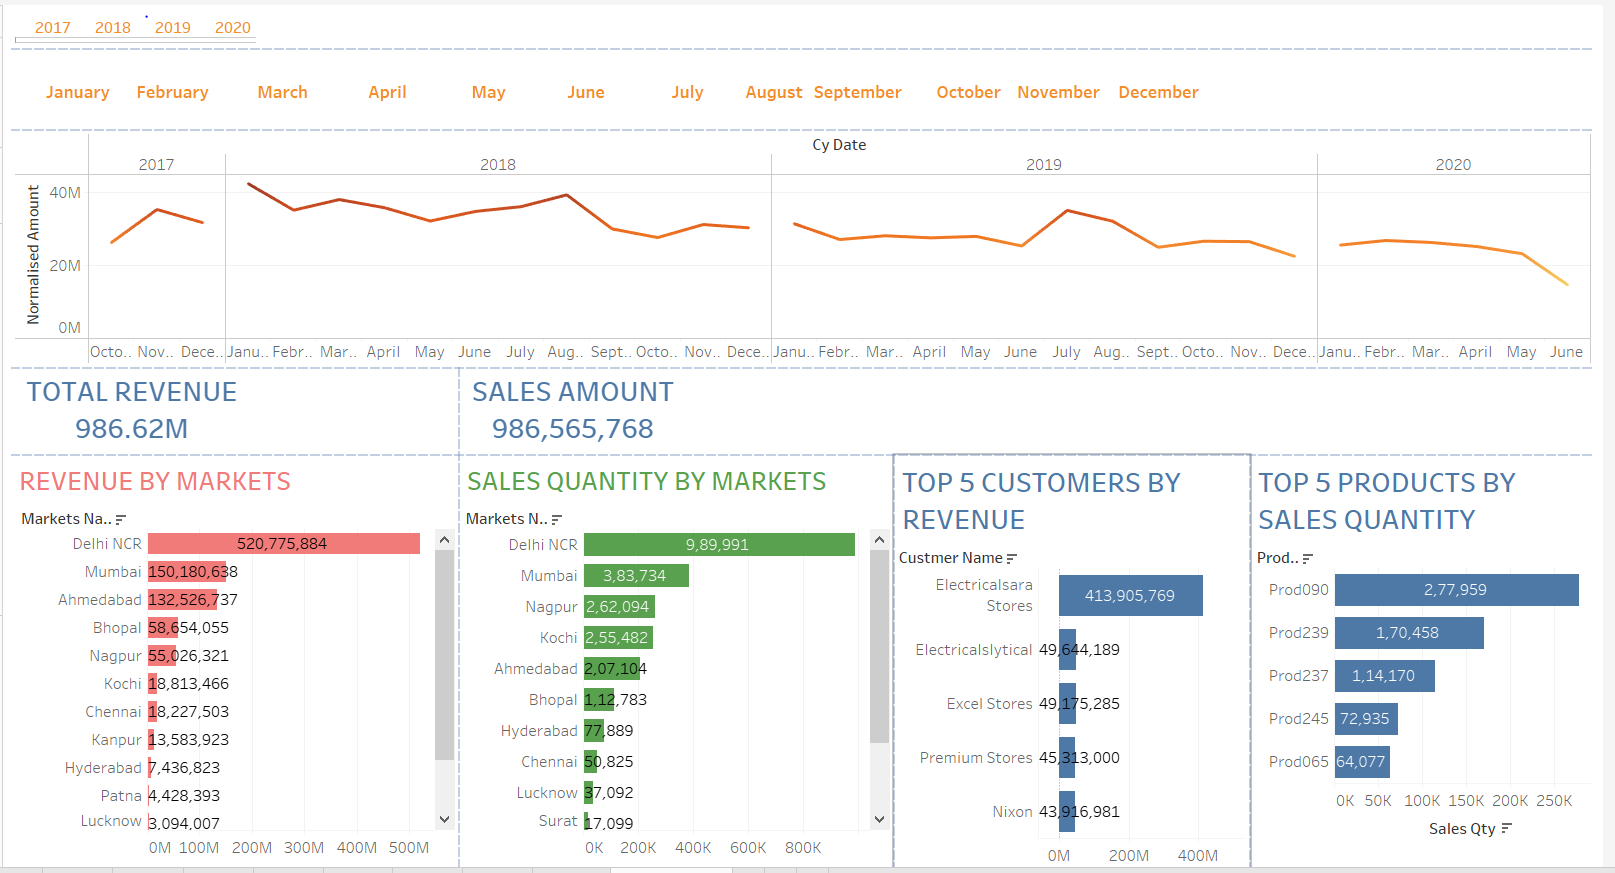 2017 2018 2019 2020
January February March April May June July August September October November December
Cy Date
2017 2018 2019 2020
Normalised Amount
40M
20M
0M
Octo.. Nov.. Dece.. Janu.. Febr.. Mar.. April May June July Aug.. Sept.. Octo.. Nov.. Dece.. Janu.. Febr.. Mar.. April May June July Aug.. Sept.. Octo.. Nov.. Dece.. Janu.. Febr.. Mar.. April May June
TOTAL REVENUE
986.62M
SALES AMOUNT
986,565,768
REVENUE BY MARKETS
Markets Na..
Delhi NCR 520,775,884
Mumbai 150,180,638
Ahmedabad 132,526,737
Bhopal 58,654,055
Nagpur 55,026,321
Kochi 18,813,466
Chennai 18,227,503
Kanpur 13,583,923
Hyderabad 7,436,823
Patna 4,428,393
Lucknow 3,094,007
0M 100M 200M 300M 400M 500M
SALES QUANTITY BY MARKETS
Markets N..
Delhi NCR 9,89,991
Mumbai 3,83,734
Nagpur 2,62,094
Kochi 2,55,482
Ahmedabad 2,07,104
Bhopal 1,12,783
Hyderabad 77,889
Chennai 50,825
Lucknow 37,092
Surat 17,099
0K 200K 400K 600K 800K
TOP 5 CUSTOMERS BY
REVENUE
Custmer Name
Electricalsara
Stores 413,905,769
Electricalslytical 49,644,189
Excel Stores 49,175,285
Premium Stores 45,313,000
Nixon 43,916,981
0M 200M 400M
TOP 5 PRODUCTS BY
SALES QUANTITY
Prod..
Prod090 2,77,959
Prod239 1,70,458
Prod237 1,14,170
Prod245 72,935
Prod065 64,077
0K 50K 100K 150K 200K 250K
Sales Qty